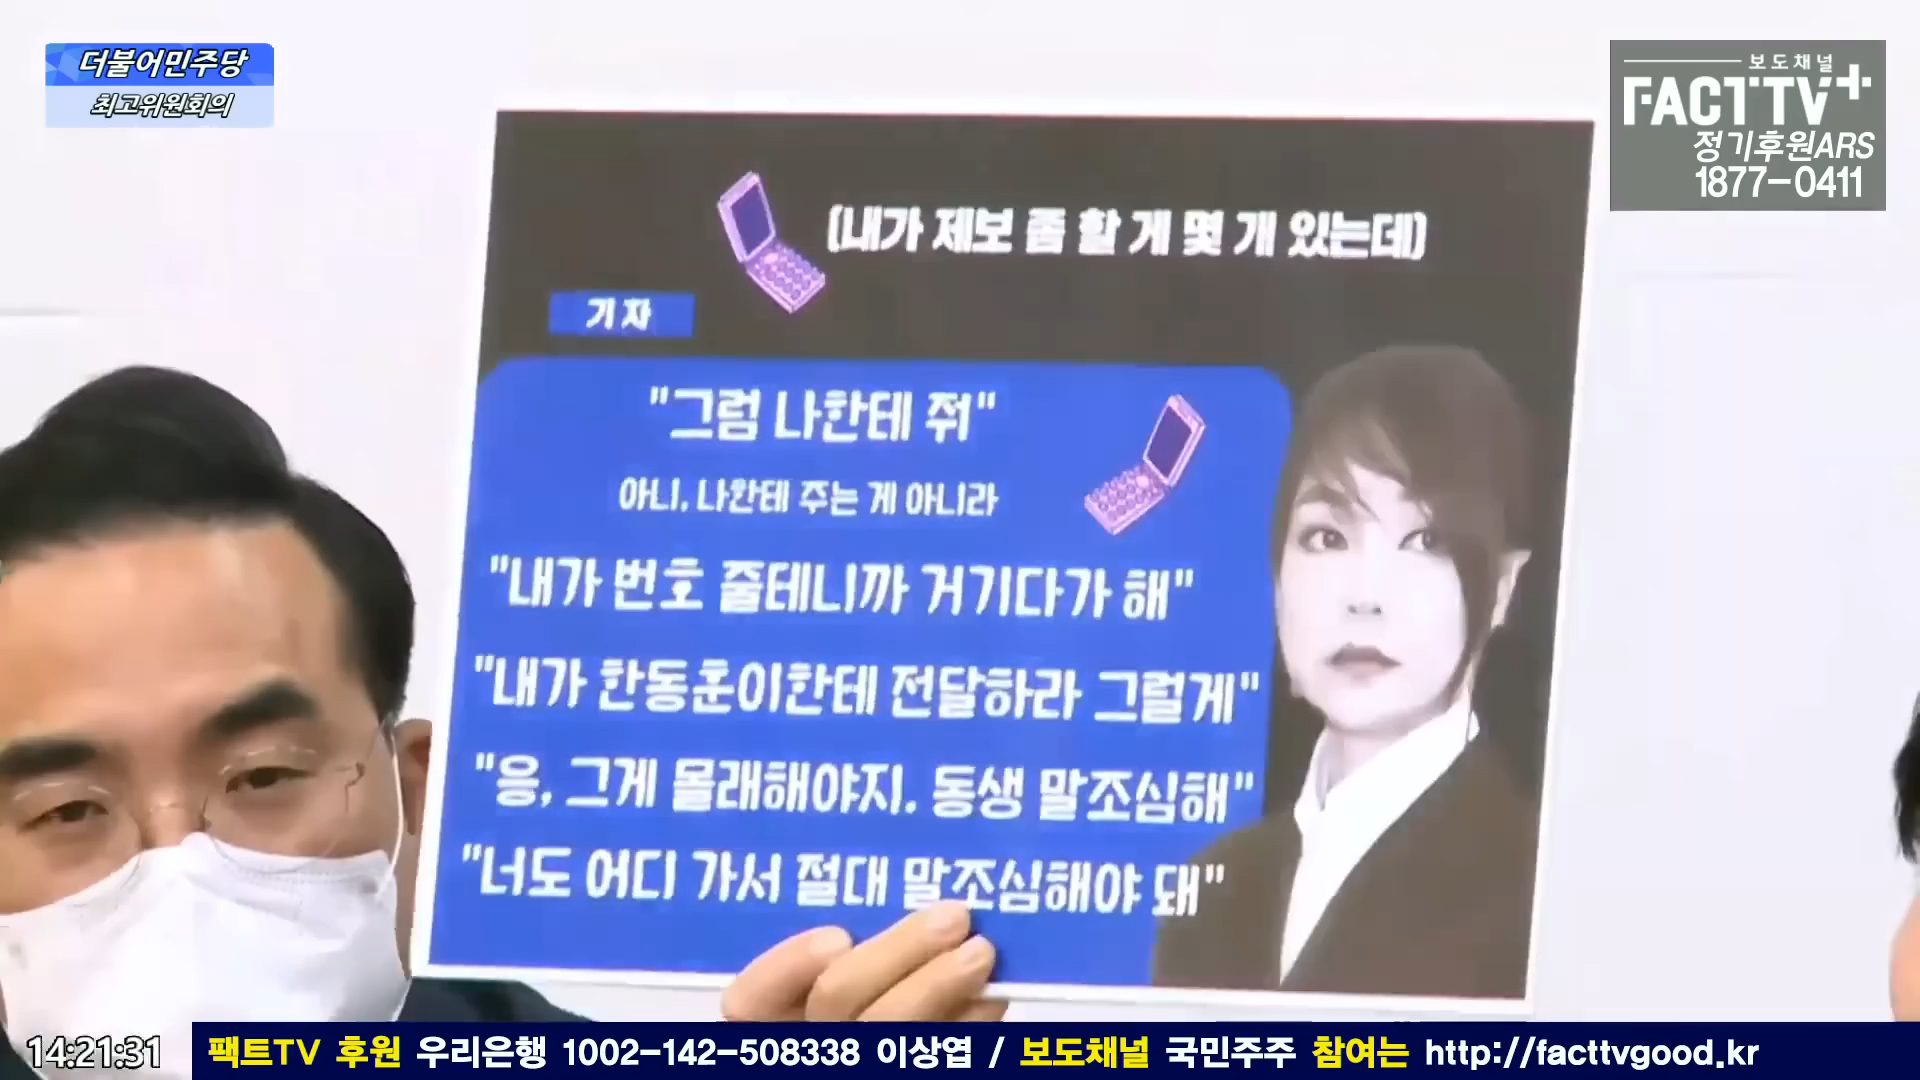 더불어민주당
최고위원회의
보도채널
FACTTV+
정기후원ARS
1877-0411
(내가 제보 좀 할 게 몇 개 있는데)
기자
"그럼 나한테 줘"
아니, 나한테 주는 게 아니라
"내가 번호 줄테니까 거기다가 해"
"내가 한동훈이한테 전달하라 그럴게"
"응, 그게 몰래해야지. 동생 말조심해"
"너도 어디 가서 절대 말조심해야 돼"
14:21:31
팩트TV 후원 우리은행 1002-142-508338 이상엽 / 보도채널 국민주주 참여는 http://facttvgood.kr